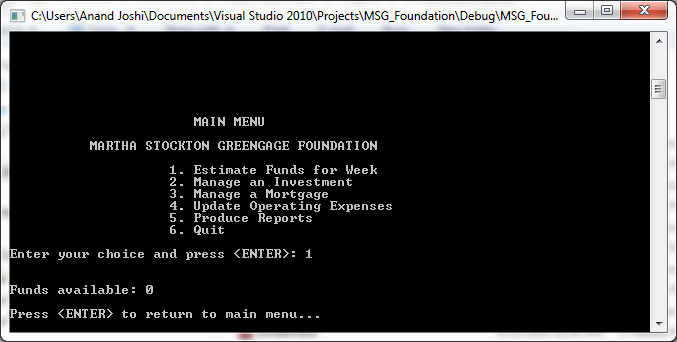 C:\Users\Anand Joshi\Documents\Visual Studio 2010\Projects\MSG_Foundation\Debug\MSG_Fou...
MAIN MENU
MARTHA STOCKTON GREENGAGE FOUNDATION
1. Estimate Funds for Week
2. Manage an Investment
3. Manage a Mortgage
4. Update Operating Expenses
5. Produce Reports
6. Quit
Enter your choice and press <ENTER>: 1
Funds available: 0
Press <ENTER> to return to main menu...